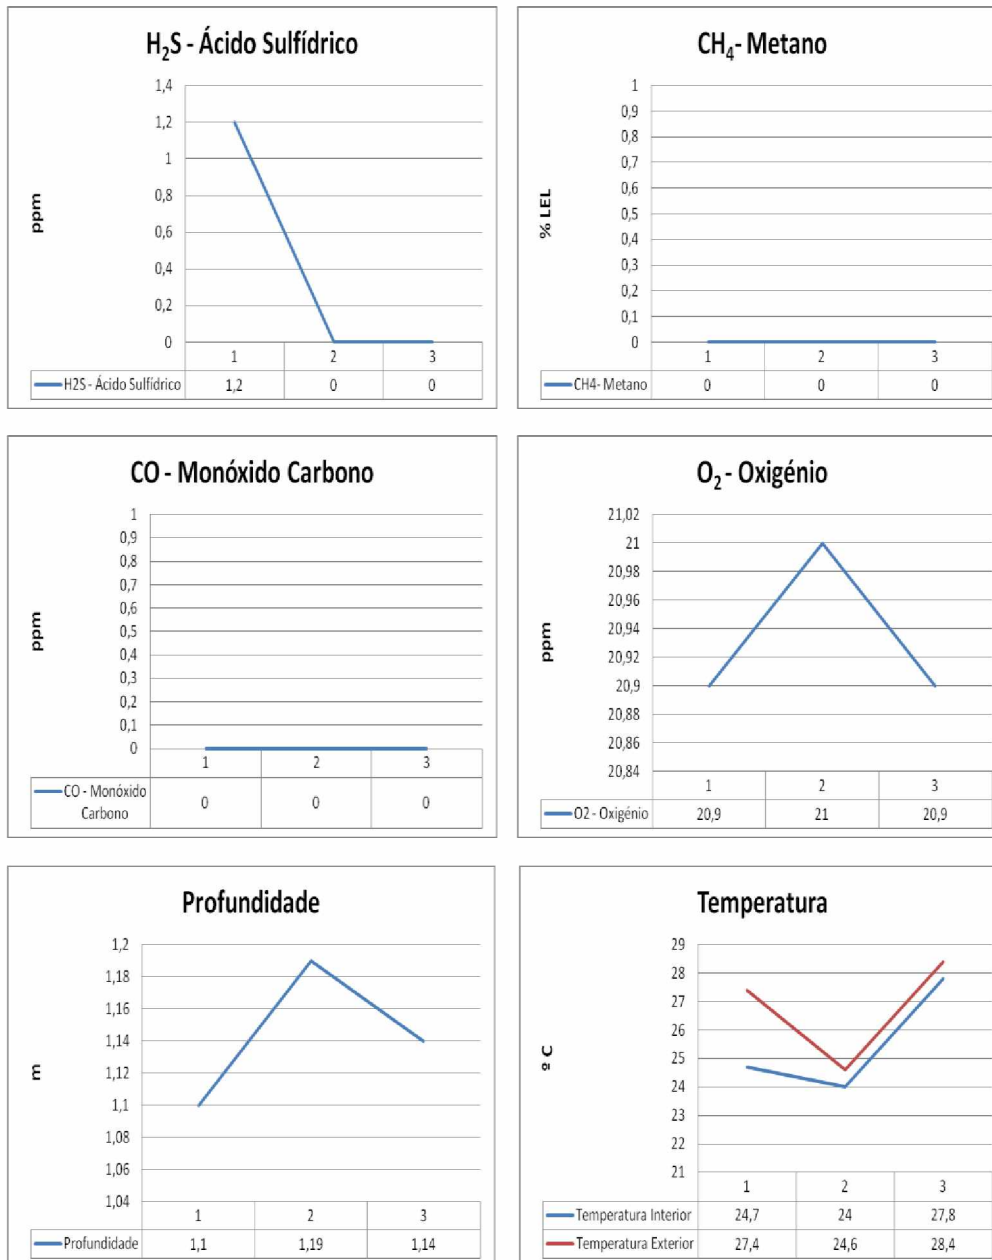 H₂S - Ácido Sulfídrico
1,4
1,2
1
0,8
0,6
0,4
0,2
0
ppm
1 2 3
H2S - Ácido Sulfídrico 1,2 0 0
CH₄- Metano
1
0,9
0,8
0,7
0,6
0,5
0,4
0,3
0,2
0,1
0
% LEL
1 2 3
CH4- Metano 0 0 0
CO - Monóxido Carbono
1
0,9
0,8
0,7
0,6
0,5
0,4
0,3
0,2
0,1
0
ppm
1 2 3
CO - Monóxido
Carbono 0 0 0
O₂ - Oxigénio
21,02
21
20,98
20,96
20,94
20,92
20,9
20,88
20,86
20,84
ppm
1 2 3
O2 - Oxigénio 20,9 21 20,9
Profundidade
1,2
1,18
1,16
1,14
1,12
1,1
1,08
1,06
1,04
m
1 2 3
Profundidade 1,1 1,19 1,14
Temperatura
29
28
27
26
25
24
23
22
21
º C
1 2 3
Temperatura Interior 24,7 24 27,8
Temperatura Exterior 27,4 24,6 28,4